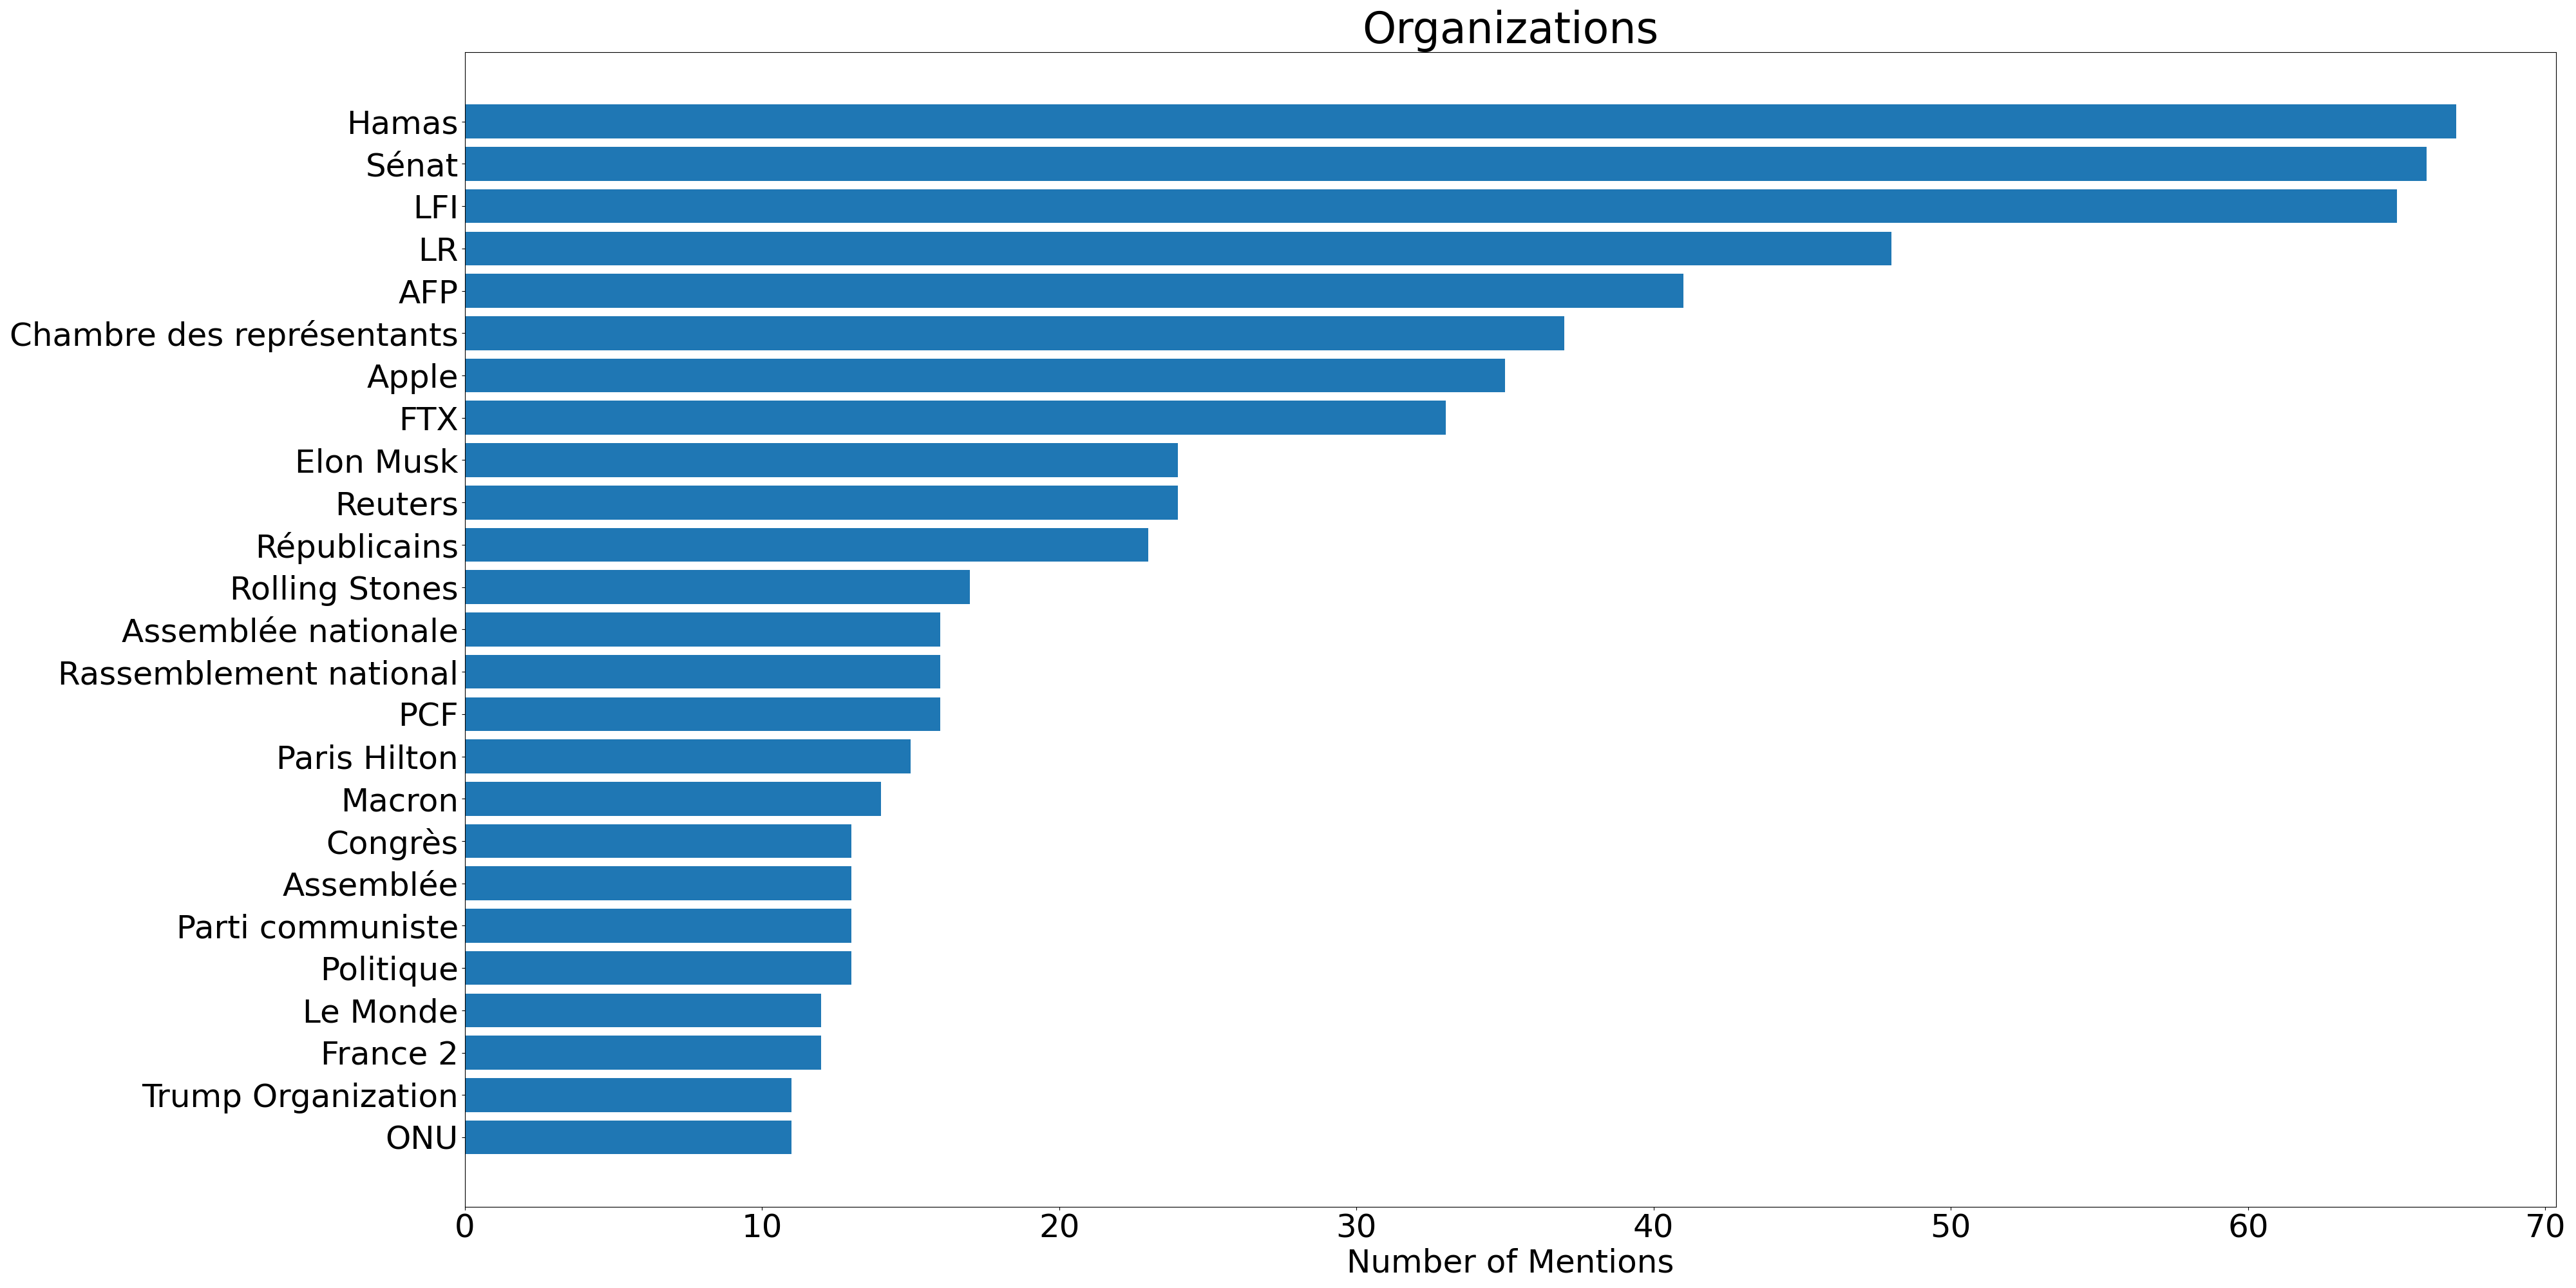 Organizations
Hamas
Sénat
LFI
LR
AFP
Chambre des représentants
Apple
FTX
Elon Musk
Reuters
Républicains
Rolling Stones
Assemblée nationale
Rassemblement national
PCF
Paris Hilton
Macron
Congrès
Assemblée
Parti communiste
Politique
Le Monde
France 2
Trump Organization
ONU
0 10 20 30 40 50 60 70
Number of Mentions